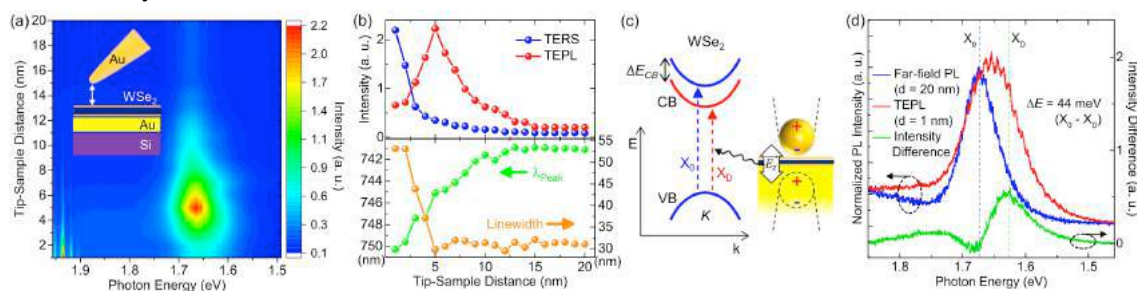 (a)
Tip-Sample Distance (nm)
20
18
16
14
12
10
8
6
4
2
Au
WSe2
Au
Si
1.9
1.8
1.7
1.6
1.5
Photon Energy (eV)
2.2
2.1
1.8
1.5
1.2
0.9
0.7
0.4
0.1
Intensity (a. u.)
(b)
Intensity (a. u.)
2
1
0
TERS
TEPL
742
744
746
748
750
(nm)
λPeak
Linewidth
55
50
45
40
35
30
(nm)
0
5
10
15
20
Tip-Sample Distance (nm)
(c)
WSe2
ΔECB
CB
E
X0
XD
Ez
VB
K
k
+
-
+
-
(d)
Normalized PL Intensity (a. u.)
X0
XD
Far-field PL
(d = 20 nm)
TEPL
(d = 1 nm)
Intensity
Difference
ΔE = 44 meV
(X0 - XD)
1.8
1.7
1.6
1.5
Photon Energy (eV)
2
1
0
Intensity Difference (a. u.)